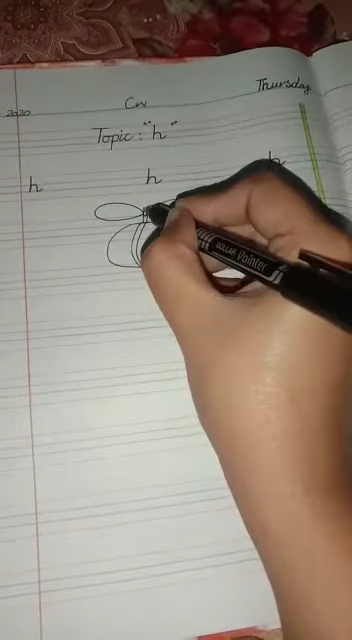 Thursday
2020 Cw
Topic: "h"
h h h
DOLLAR Pointer